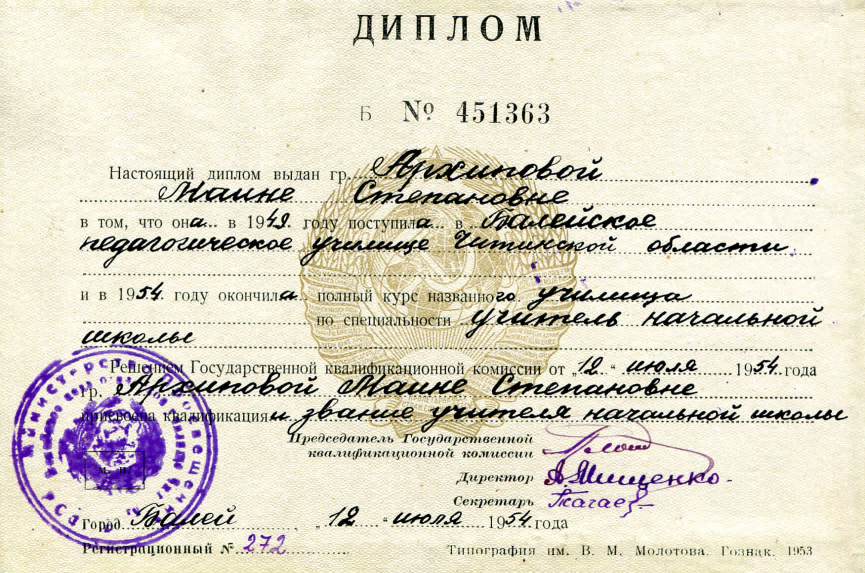 ДИПЛОМ
Б № 451363
Настоящий диплом выдан гр. Архиповой
Маине Степановне
в том, что она в 1949 году поступила в Балейское
педагогическое училище Читинской области
и в 1954 году окончила полный курс названного училища
по специальности учитель начальной
школы
Решением Государственной квалификационной комиссии от „12" июля 1954 года
гр. Архиповой Маине Степановне
присвоена квалификация и звание учителя начальной школы
Председатель Государственной
квалификационной комиссии
Директор А. Мищенко
Секретарь
Министерство просвещения
М. П.
Город Балей „12" июля 1954 года
Регистрационный № 272
Типография им. В. М. Молотова. Гознак. 1953